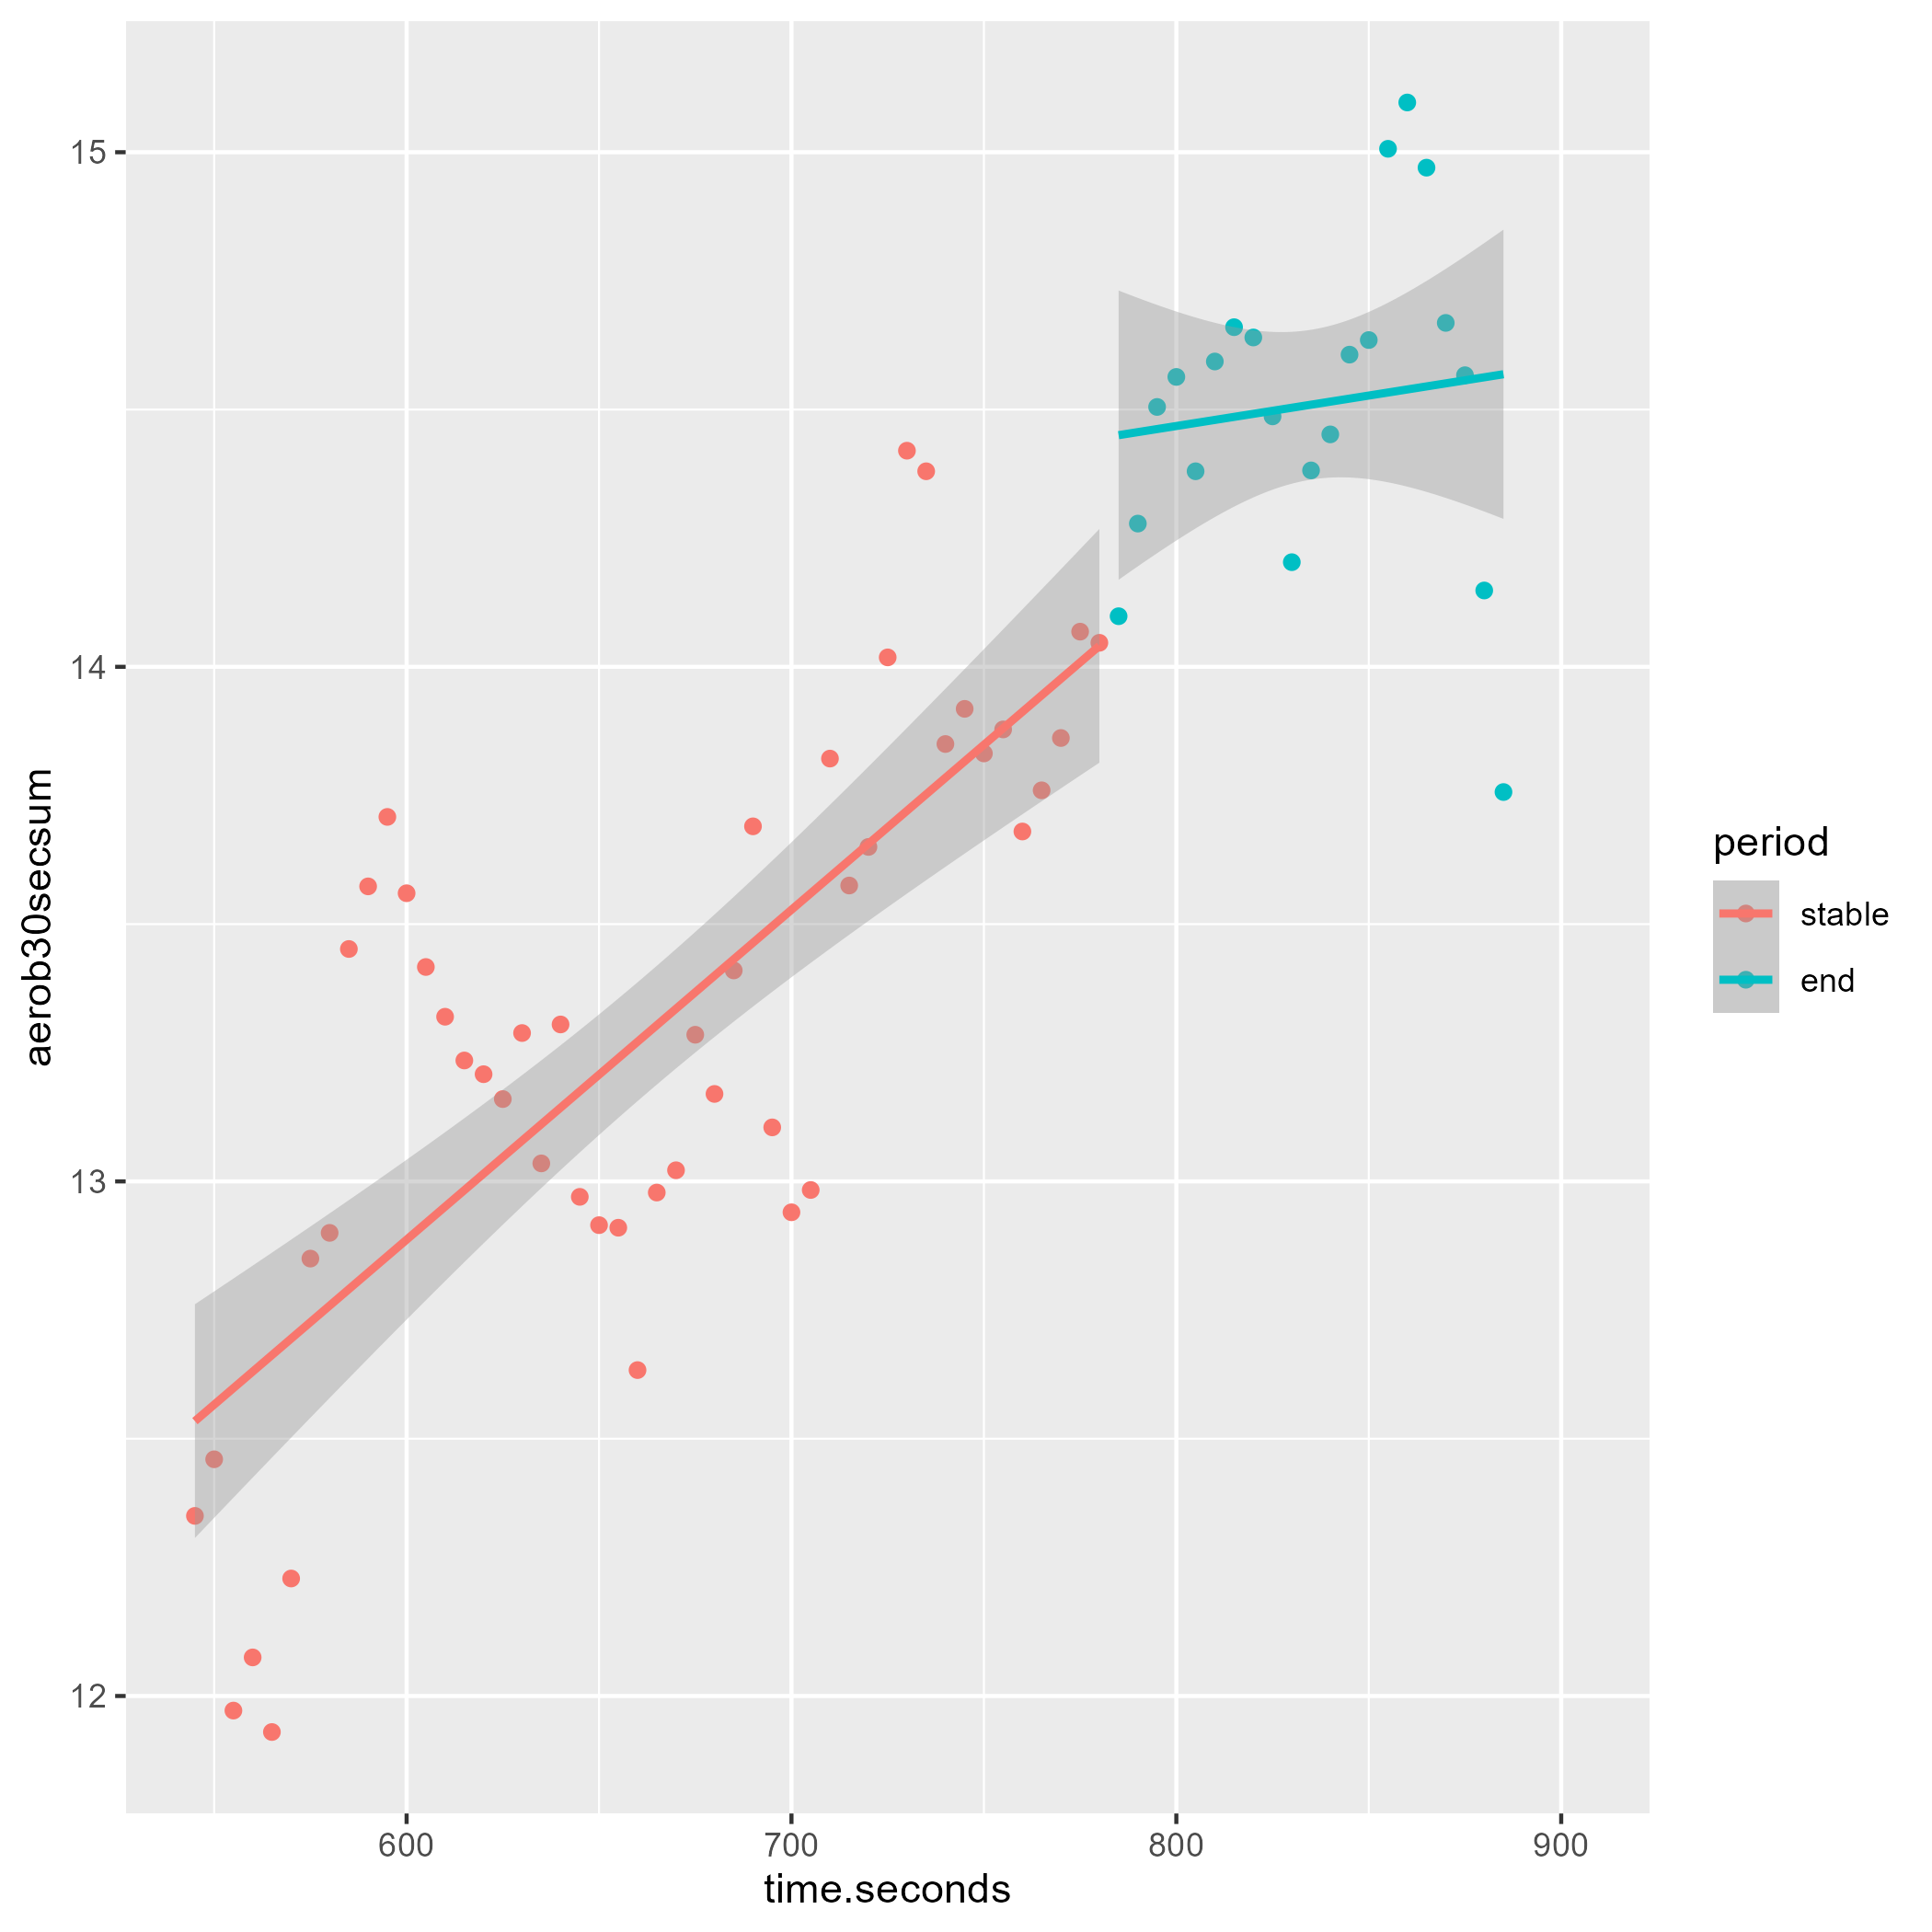 15
14
13
12
aerob30secsum
600
700
800
900
time.seconds
period
stable
end